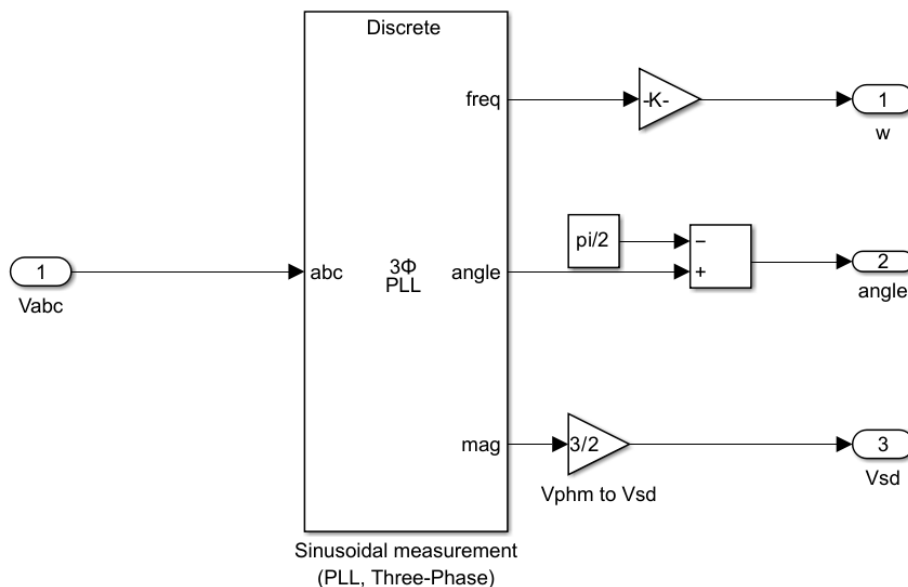 Discrete
freq
-K-
1
w
pi/2
−
+
1
Vabc
abc
3Φ
PLL
angle
2
angle
mag
3/2
3
Vphm to Vsd
Vsd
Sinusoidal measurement
(PLL, Three-Phase)